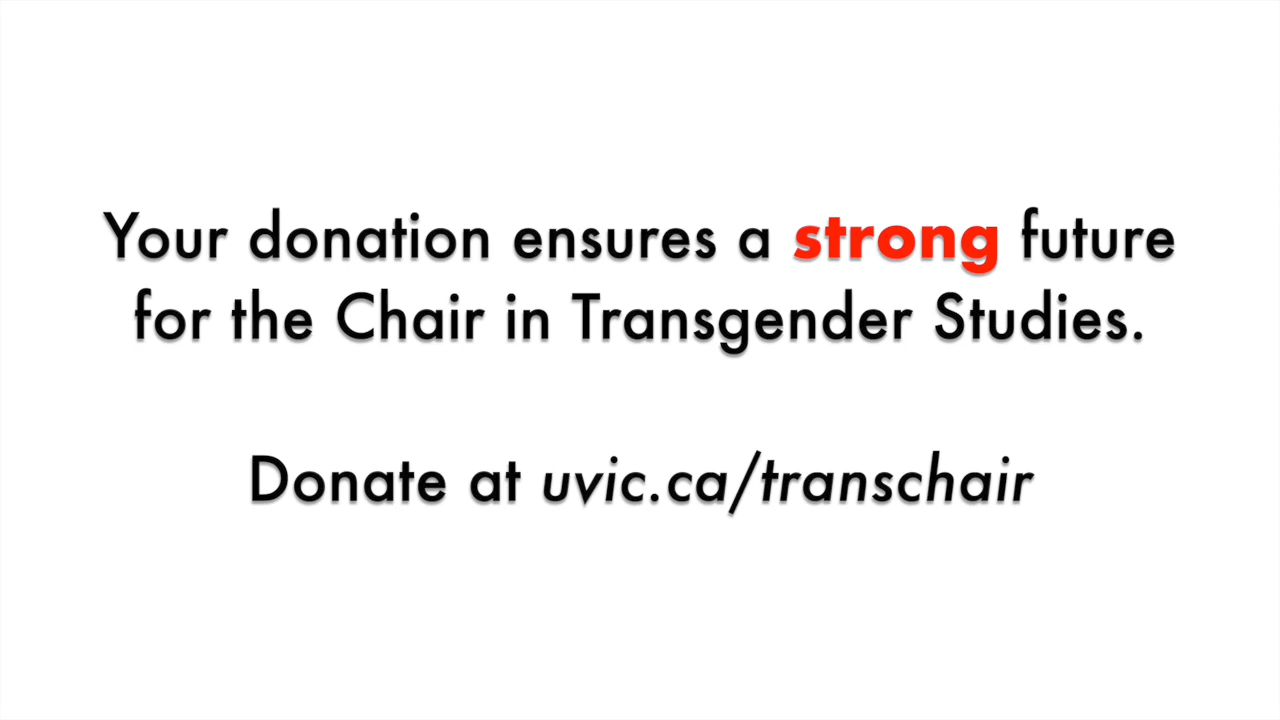 Your donation ensures a strong future
for the Chair in Transgender Studies.
Donate at uvic.ca/transchair